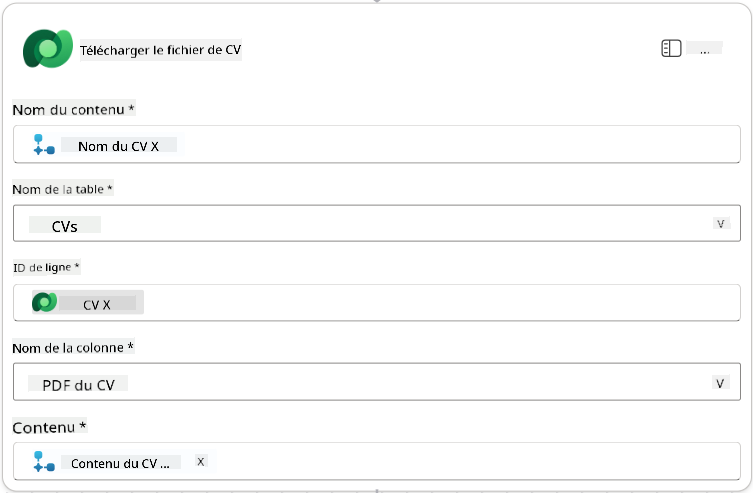 Télécharger le fichier de CV
...
Nom du contenu *
Nom du CV X
Nom de la table *
CVs
V
ID de ligne *
CV X
Nom de la colonne *
PDF du CV
V
Contenu *
Contenu du CV ... X